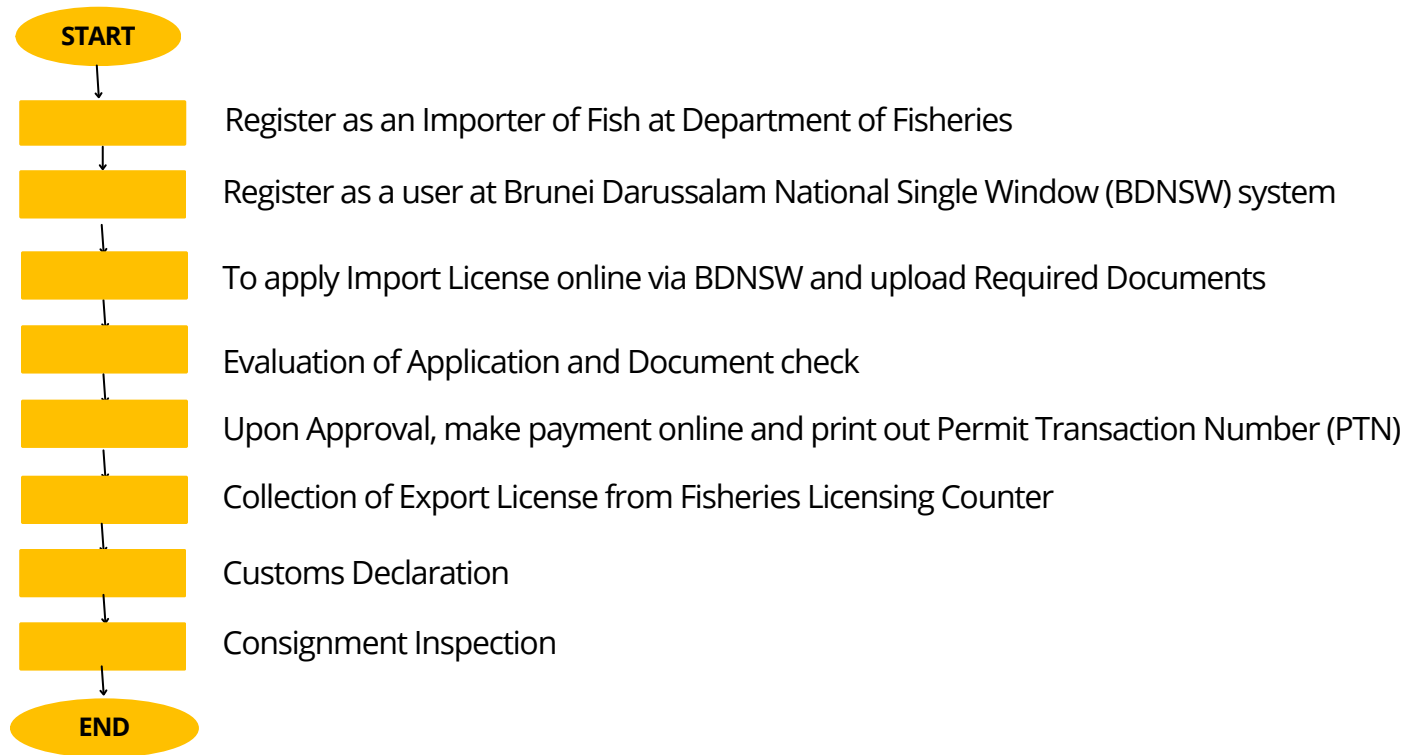 START
Register as an Importer of Fish at Department of Fisheries
Register as a user at Brunei Darussalam National Single Window (BDNSW) system
To apply Import License online via BDNSW and upload Required Documents
Evaluation of Application and Document check
Upon Approval, make payment online and print out Permit Transaction Number (PTN)
Collection of Export License from Fisheries Licensing Counter
Customs Declaration
Consignment Inspection
END